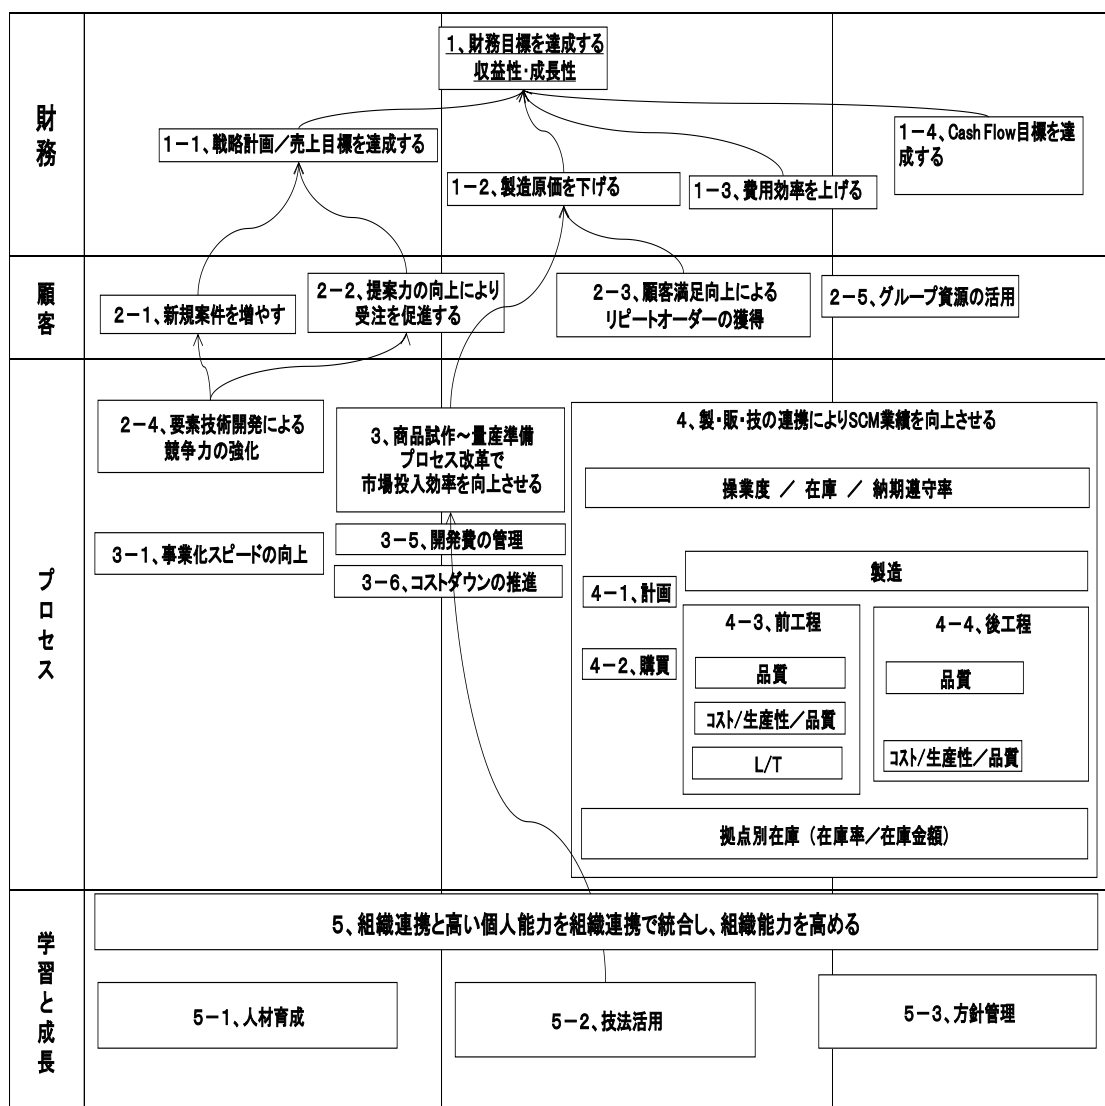 財務
1、財務目標を達成する
収益性・成長性
1－1、戦略計画／売上目標を達成する
1－2、製造原価を下げる
1－3、費用効率を上げる
1－4、Cash Flow目標を達
成する
顧客
2－1、新規案件を増やす
2－2、提案力の向上により
受注を促進する
2－3、顧客満足向上による
リピートオーダーの獲得
2－5、グループ資源の活用
プロセス
2－4、要素技術開発による
競争力の強化
3、商品試作～量産準備
プロセス改革で
市場投入効率を向上させる
3－1、事業化スピードの向上
3－5、開発費の管理
3－6、コストダウンの推進
4、製・販・技の連携によりSCM業績を向上させる
操業度 ／ 在庫 ／ 納期遵守率
製造
4－1、計画
4－2、購買
4－3、前工程
品質
コスト/生産性／品質
L/T
4－4、後工程
品質
コスト/生産性／品質
拠点別在庫（在庫率／在庫金額）
学習と成長
5、組織連携と高い個人能力を組織連携で統合し、組織能力を高める
5－1、人材育成
5－2、技法活用
5－3、方針管理